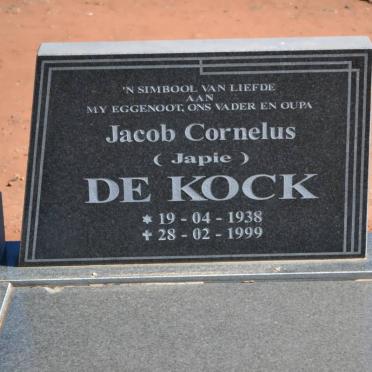 'N SIMBOOL VAN LIEFDE
AAN
MY EGGENOOT, ONS VADER EN OUPA
Jacob Cornelus
( Japie )
DE KOCK
* 19 - 04 - 1938
✝ 28 - 02 - 1999